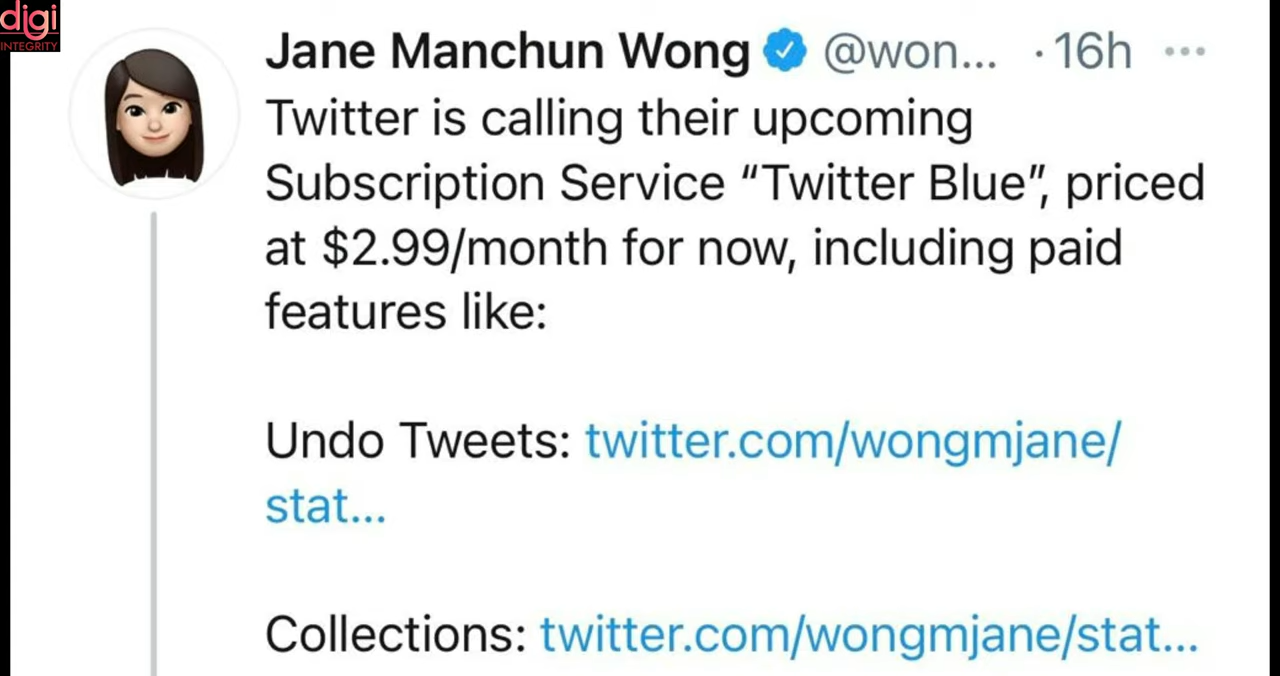 digi
INTEGRITY
Jane Manchun Wong @won... · 16h ...
Twitter is calling their upcoming
Subscription Service “Twitter Blue”, priced
at $2.99/month for now, including paid
features like:
Undo Tweets: twitter.com/wongmjane/
stat...
Collections: twitter.com/wongmjane/stat...